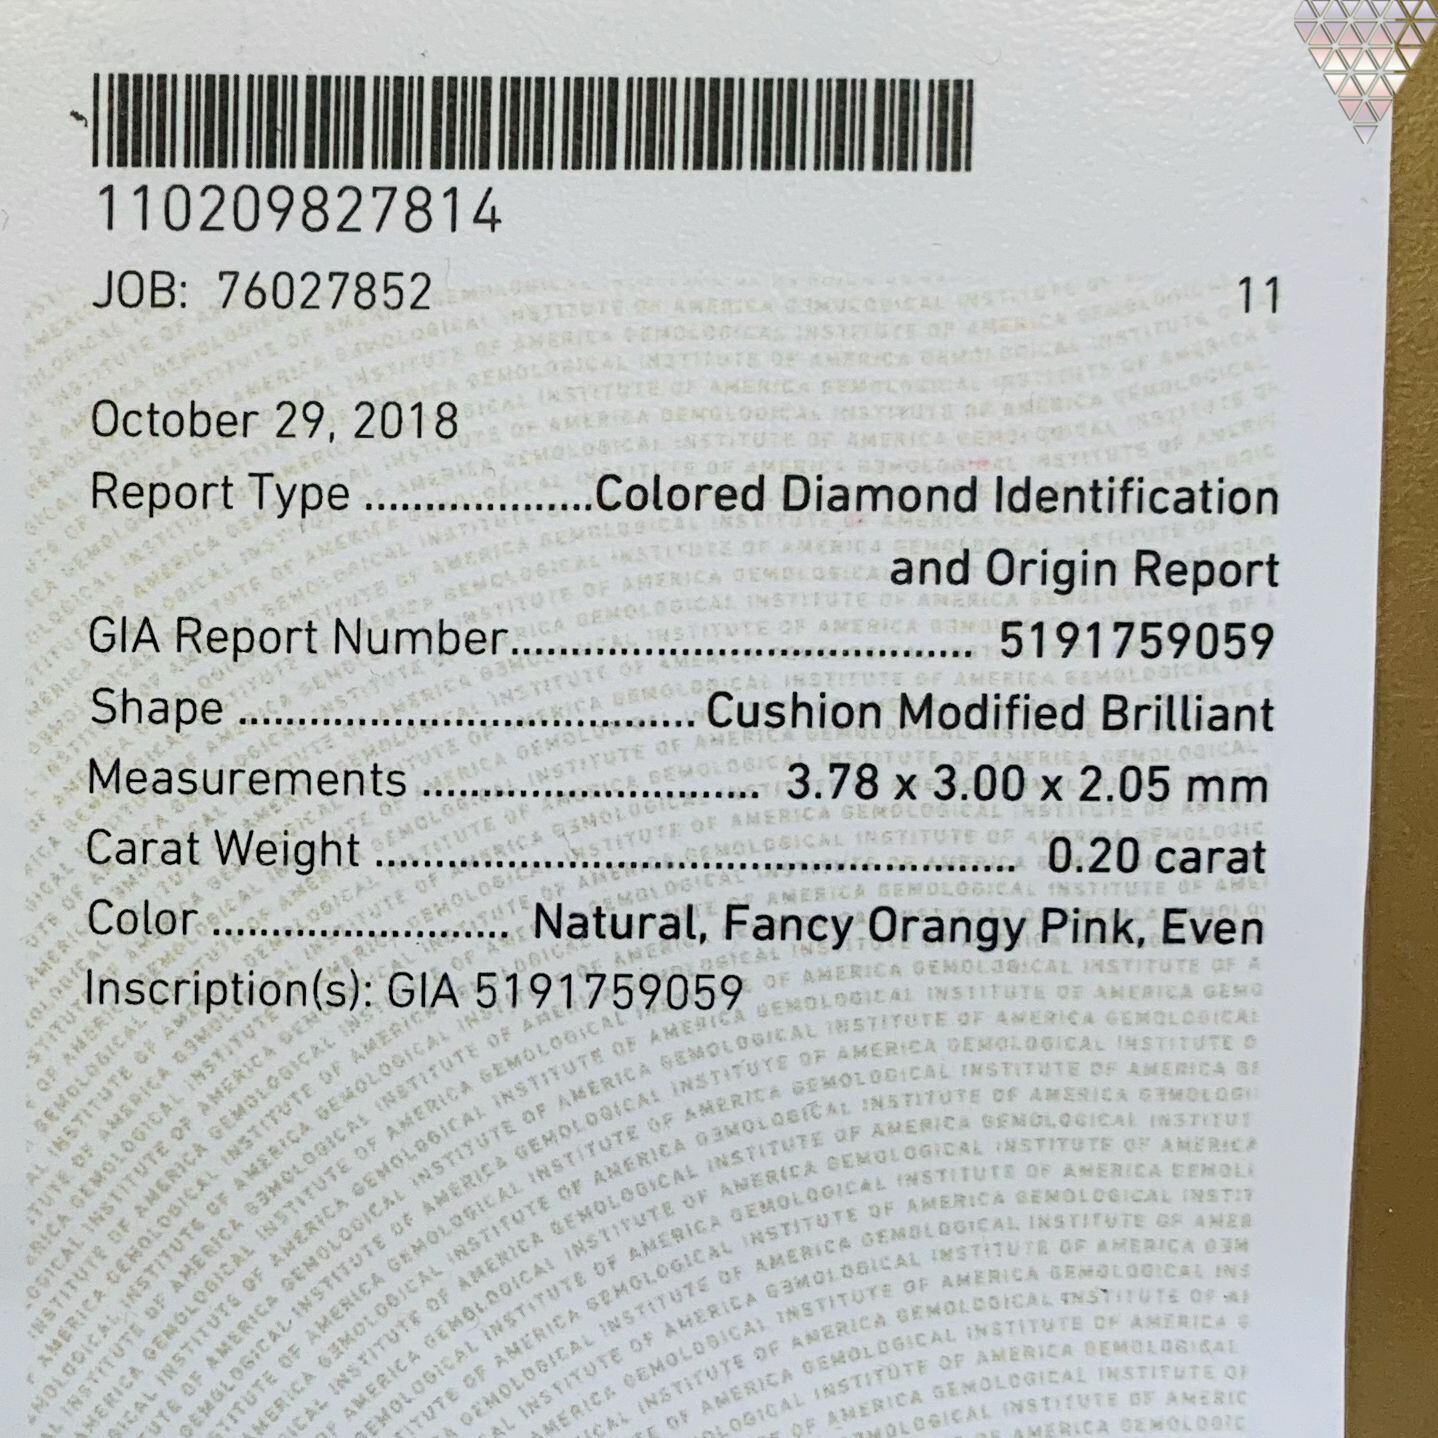 110209827814
JOB: 76027852 11
October 29, 2018
Report Type ...................Colored Diamond Identification
and Origin Report
GIA Report Number...................................... 5191759059
Shape ...................................... Cushion Modified Brilliant
Measurements ............................ 3.78 x 3.00 x 2.05 mm
Carat Weight ..................................................... 0.20 carat
Color ......................... Natural, Fancy Orangy Pink, Even
Inscription(s): GIA 5191759059